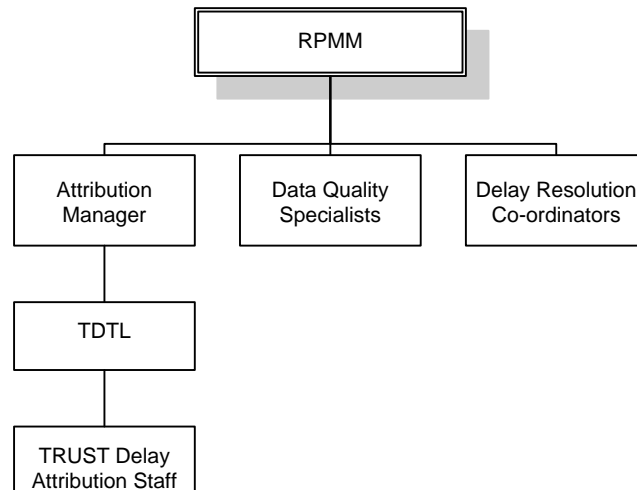 RPMM
Attribution
Manager
Data Quality
Specialists
Delay Resolution
Co-ordinators
TDTL
TRUST Delay
Attribution Staff